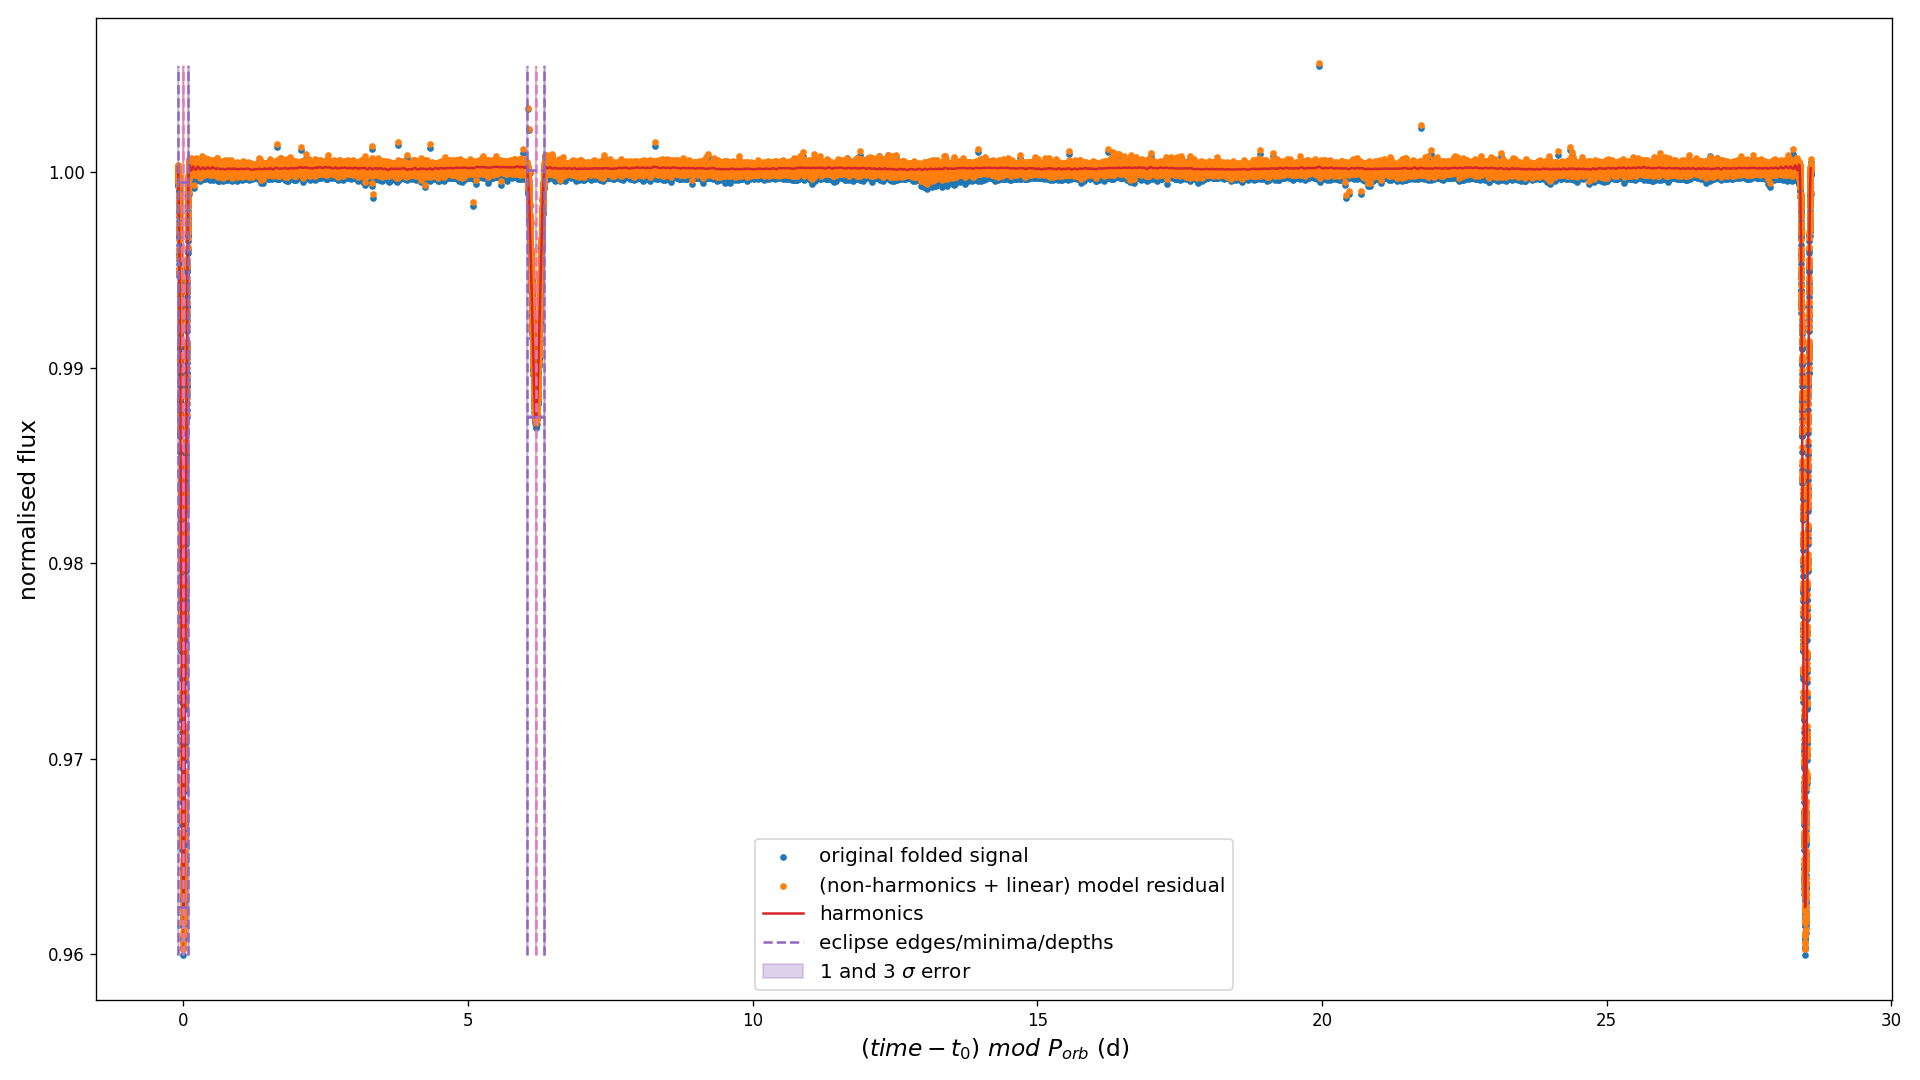 normalised flux
1.00
0.99
0.98
0.97
0.96
original folded signal
(non-harmonics + linear) model residual
harmonics
eclipse edges/minima/depths
1 and 3 σ error
0 5 10 15 20 25 30
(time − t₀) mod Pₒᵣb (d)